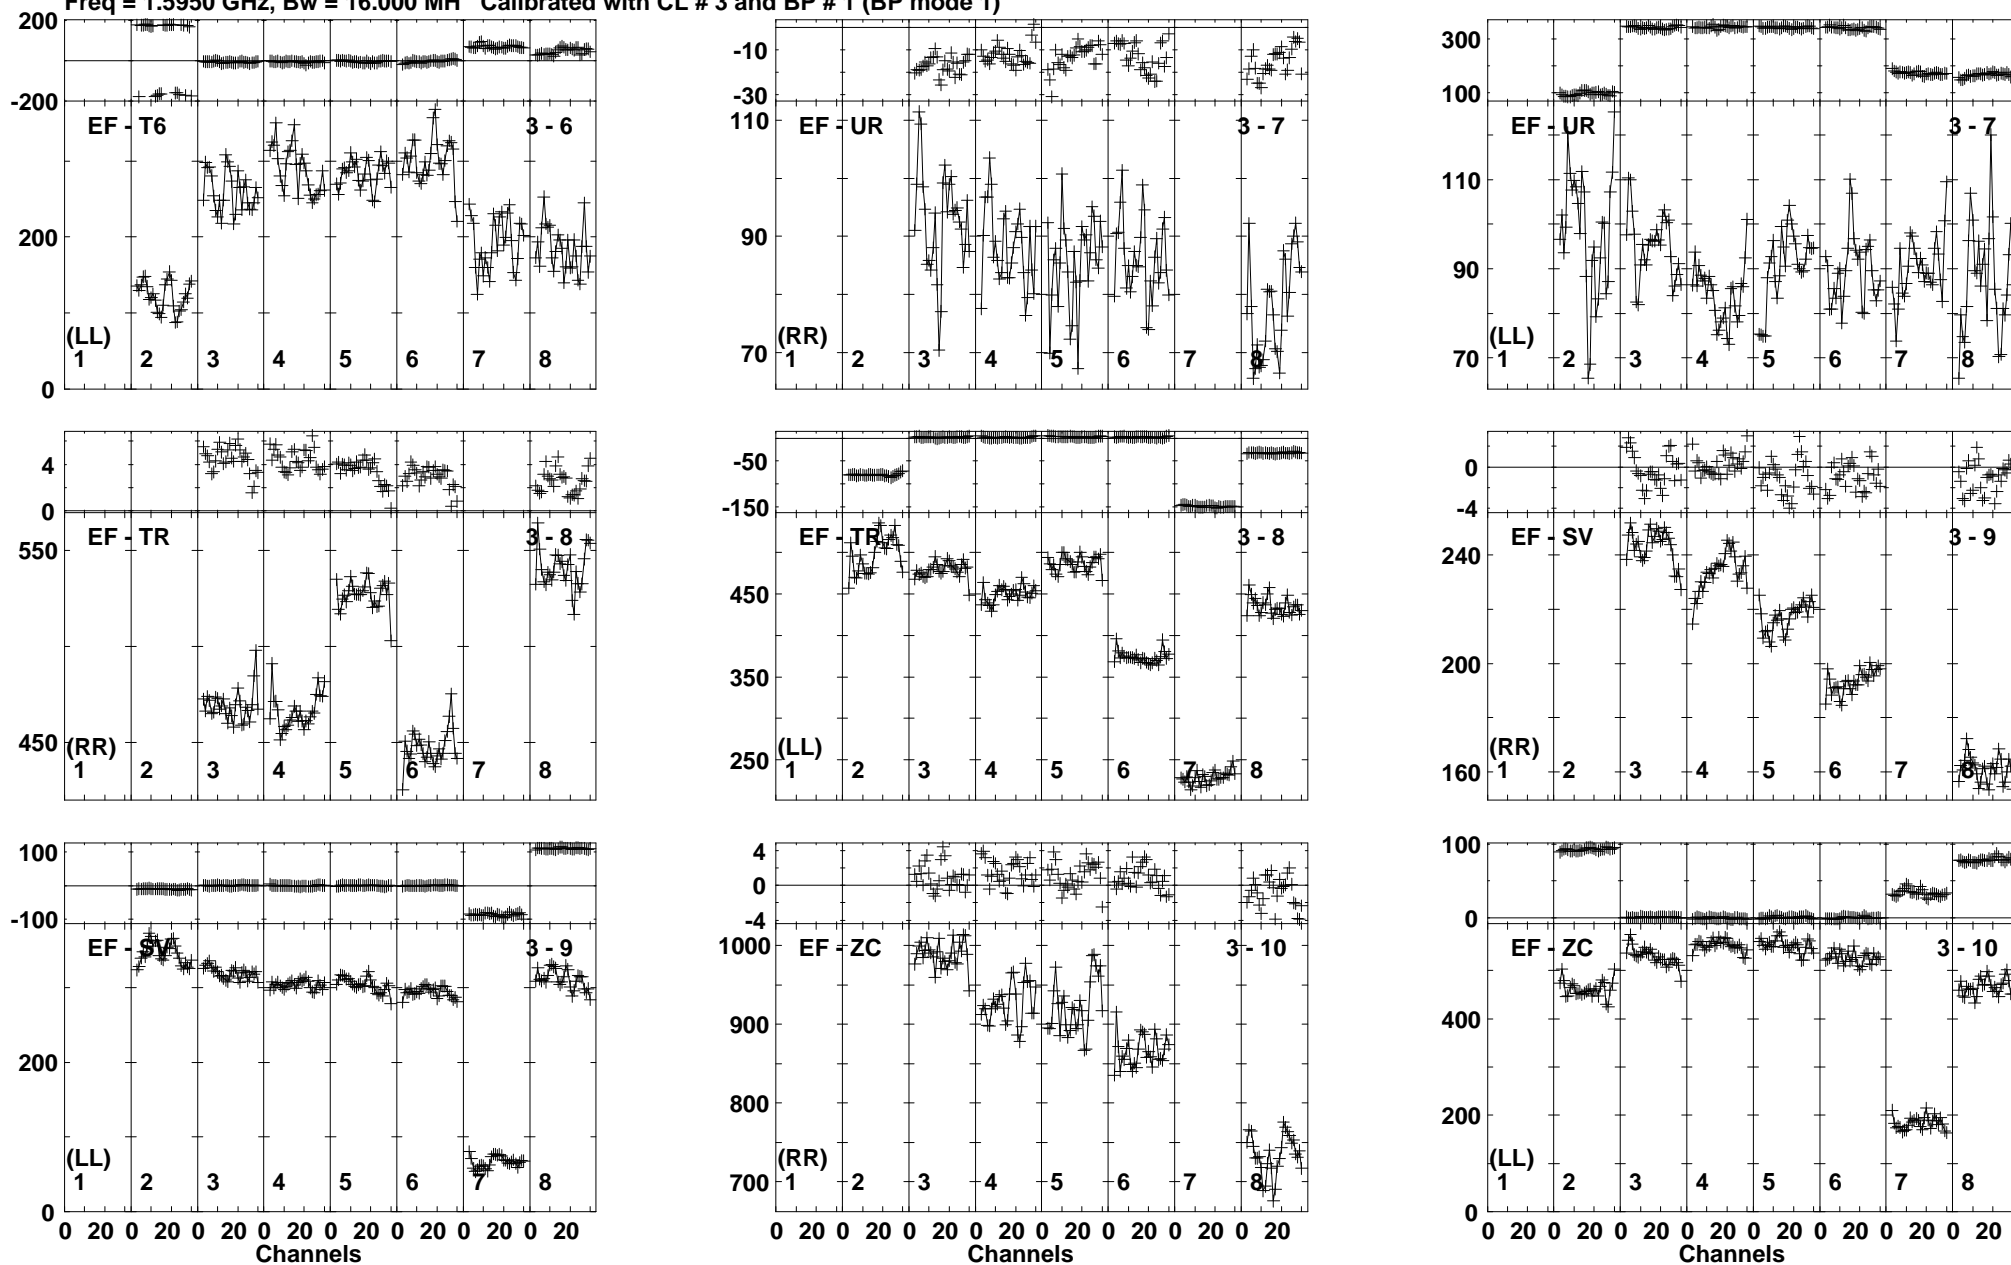 Freq = 1.5950 GHz, Bw = 16.000 MH Calibrated with CL # 3 and BP # 1 (BP mode 1)
200
-200
EF - T6 3 - 6
200
0
(LL)
1 2 3 4 5 6 7 8
-10
-30
EF - UR 3 - 7
110
90
70
(RR)
1 2 3 4 5 6 7 8
300
100
EF - UR 3 - 7
110
90
70
(LL)
1 2 3 4 5 6 7 8
4
0
EF - TR 3 - 8
550
450
(RR)
1 2 3 4 5 6 7 8
-50
-150
EF - TR 3 - 8
450
350
250
(LL)
1 2 3 4 5 6 7 8
0
-4
EF - SV 3 - 9
240
200
160
(RR)
1 2 3 4 5 6 7 8
100
-100
EF - SV 3 - 9
200
0
(LL)
1 2 3 4 5 6 7 8
0 20 0 20 0 20 0 20 0 20 0 20 0 20 0 20
Channels
4
0
-4
EF - ZC 3 - 10
1000
900
800
700
(RR)
1 2 3 4 5 6 7 8
0 20 0 20 0 20 0 20 0 20 0 20 0 20 0 20
Channels
100
0
EF - ZC 3 - 10
400
200
0
(LL)
1 2 3 4 5 6 7 8
0 20 0 20 0 20 0 20 0 20 0 20 0 20 0 20
Channels